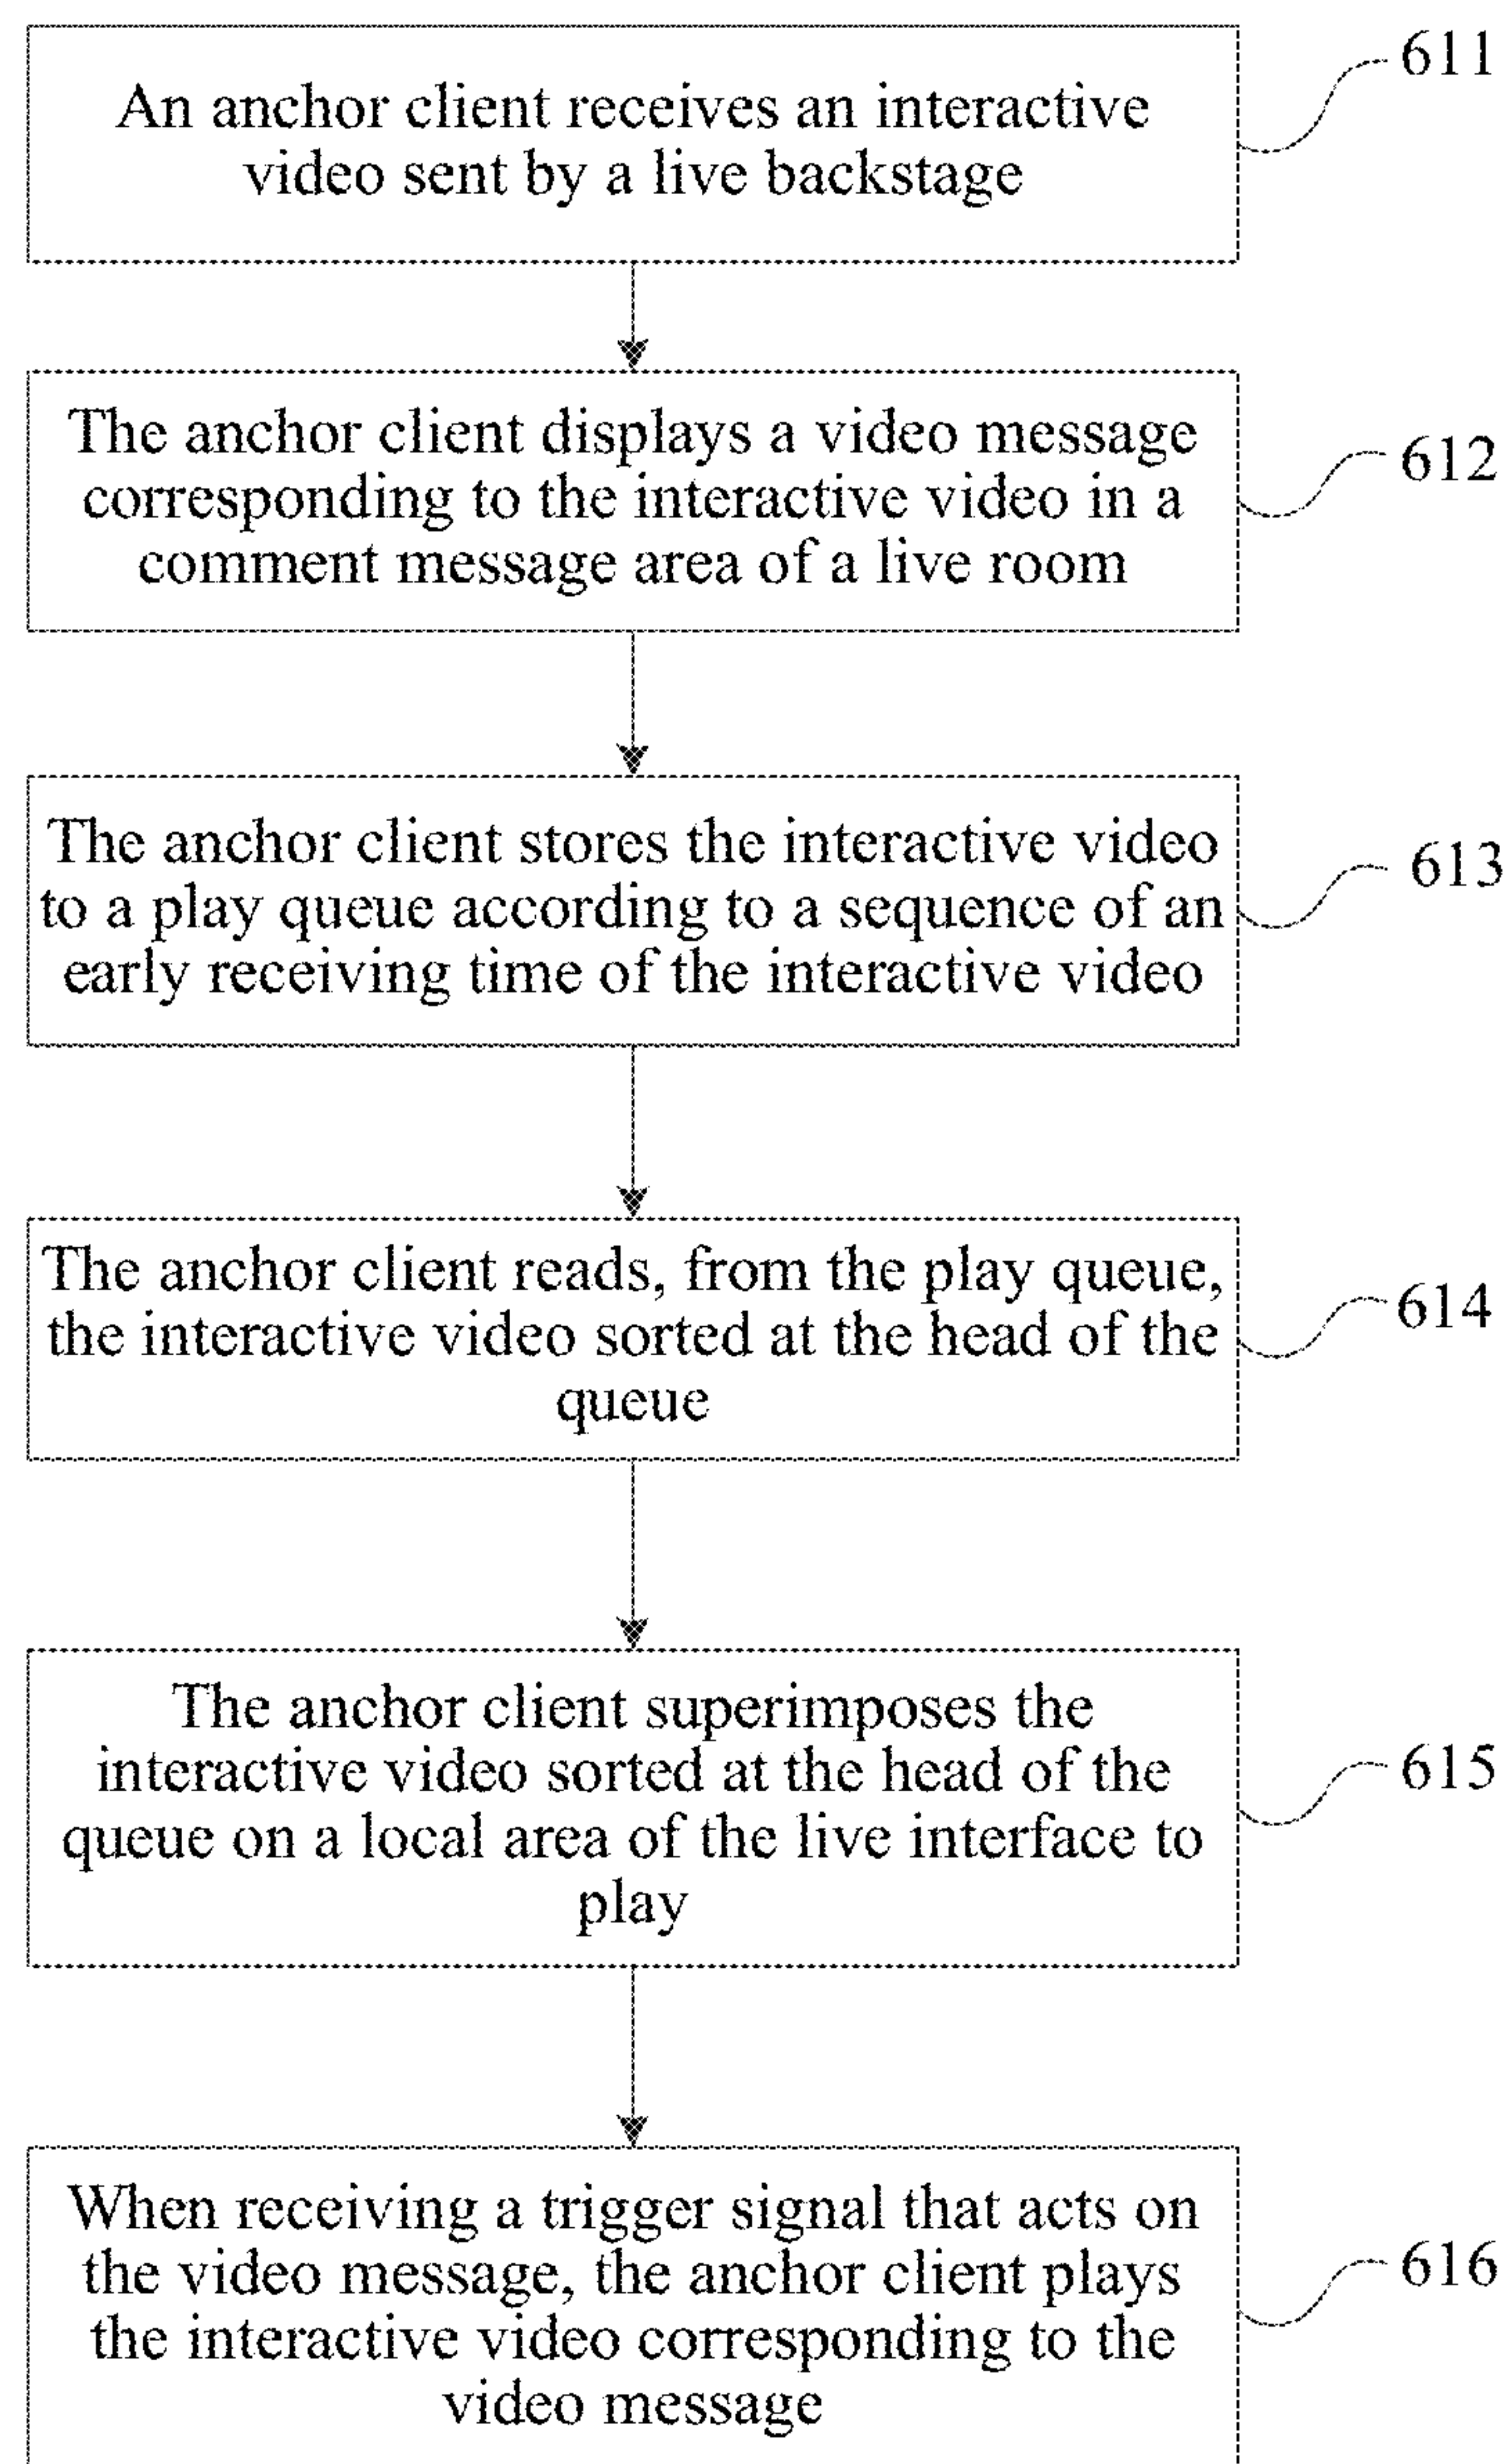 An anchor client receives an interactive
video sent by a live backstage
611
The anchor client displays a video message
corresponding to the interactive video in a
comment message area of a live room
612
The anchor client stores the interactive video
to a play queue according to a sequence of an
early receiving time of the interactive video
613
The anchor client reads, from the play queue,
the interactive video sorted at the head of the
queue
614
The anchor client superimposes the
interactive video sorted at the head of the
queue on a local area of the live interface to
play
615
When receiving a trigger signal that acts on
the video message, the anchor client plays
the interactive video corresponding to the
video message
616